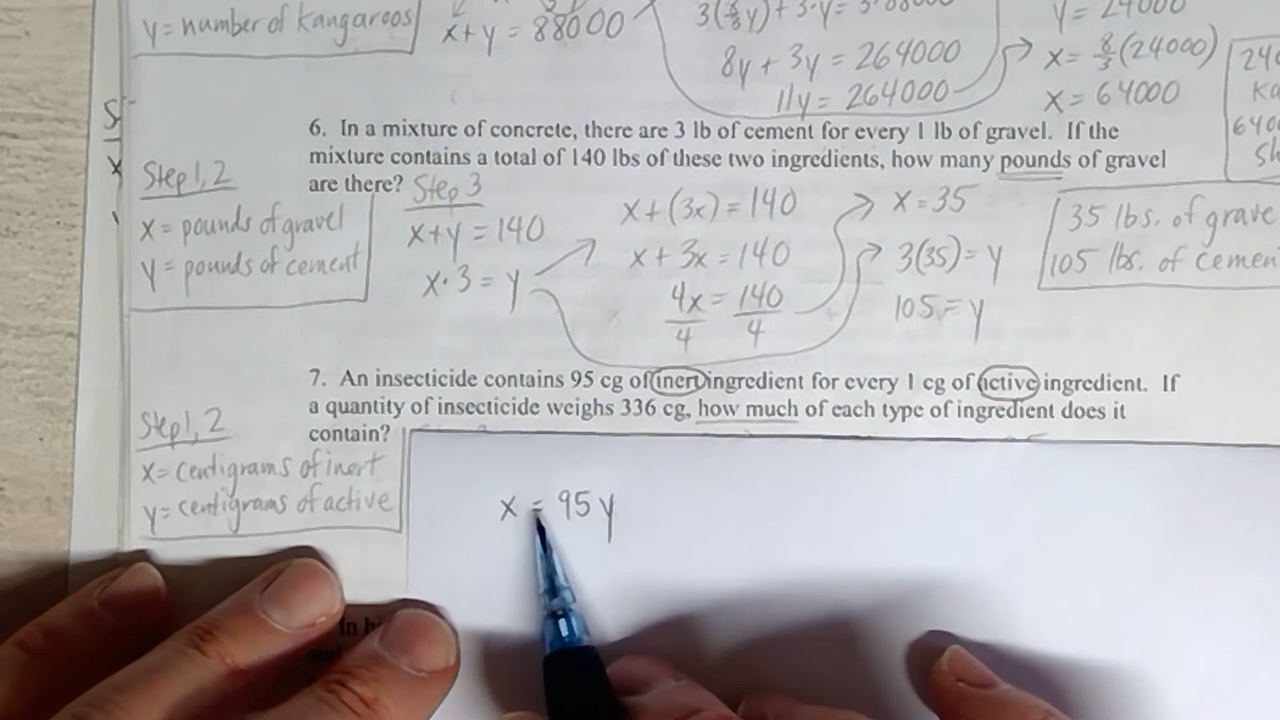 y = number of kangaroos
x+y = 88000
8y + 3y = 264000
11y = 264000
y = 24000
x = 8/3(24000)
x = 64000
6. In a mixture of concrete, there are 3 lb of cement for every 1 lb of gravel. If the
mixture contains a total of 140 lbs of these two ingredients, how many pounds of gravel
are there?
Step 1, 2
x = pounds of gravel
y = pounds of cement
Step 3
x+y = 140
x·3 = y
x+(3x) = 140
x + 3x = 140
4x = 140
4 4
x = 35
3(35) = y
105 = y
35 lbs. of grave
105 lbs. of cemen
7. An insecticide contains 95 cg of inert ingredient for every 1 cg of active ingredient. If
a quantity of insecticide weighs 336 cg, how much of each type of ingredient does it
contain?
Step 1, 2
x = centigrams of inert
y = centigrams of active
x = 95y